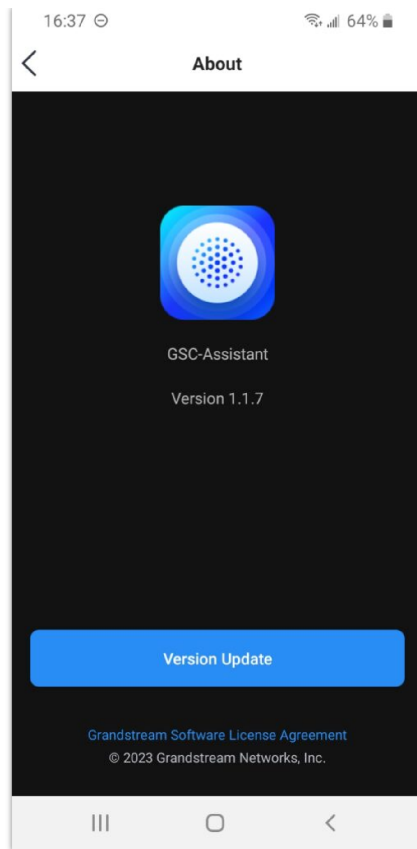 16:37 64%
About
GSC-Assistant
Version 1.1.7
Version Update
Grandstream Software License Agreement
© 2023 Grandstream Networks, Inc.